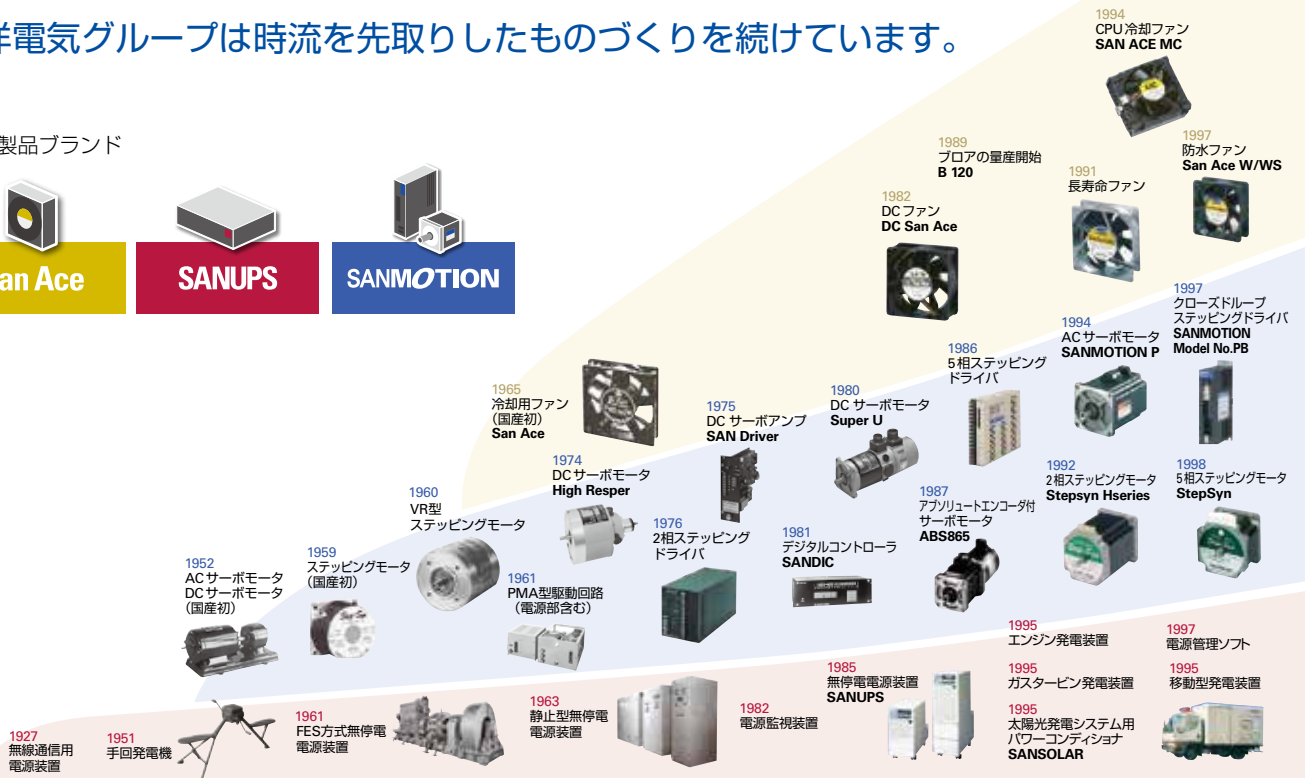 洋電気グループは時流を先取りしたものづくりを続けています。
製品ブランド
an Ace
SANUPS
SANMOTION
1994
CPU冷却ファン
SAN ACE MC
1989
ブロアの量産開始
B 120
1997
防水ファン
San Ace W/WS
1991
長寿命ファン
1982
DCファン
DC San Ace
1965
冷却用ファン
(国産初)
San Ace
1997
クローズドループ
ステッピングドライバ
SANMOTION
Model No.PB
1994
ACサーボモータ
SANMOTION P
1986
5相ステッピング
ドライバ
1980
DC サーボモータ
Super U
1975
DC サーボアンプ
SAN Driver
1974
DCサーボモータ
High Resper
1960
VR型
ステッピングモータ
1976
2相ステッピング
ドライバ
1981
デジタルコントローラ
SANDIC
1987
アブソリュートエンコーダ付
サーボモータ
ABS865
1992
2相ステッピングモータ
Stepsyn Hseries
1998
5相ステッピングモータ
StepSyn
1952
ACサーボモータ
DCサーボモータ
(国産初)
1959
ステッピングモータ
(国産初)
1961
PMA型駆動回路
(電源部含む)
1927
無線通信用
電源装置
1951
手回発電機
1961
FES方式無停電
電源装置
1963
静止型無停電
電源装置
1982
電源監視装置
1985
無停電電源装置
SANUPS
1995
エンジン発電装置
1995
ガスタービン発電装置
1995
太陽光発電システム用
パワーコンディショナ
SANSOLAR
1997
電源管理ソフト
1995
移動型発電装置